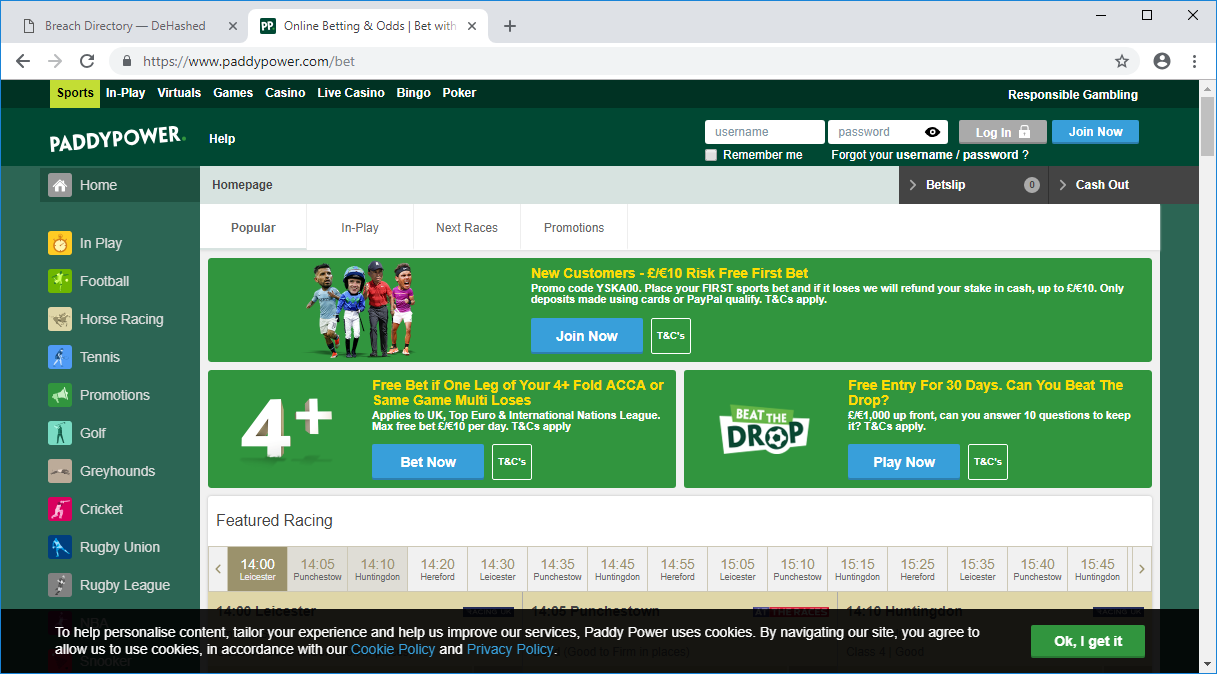 Breach Directory — DeHashed
PP. Online Betting & Odds | Bet with
https://www.paddypower.com/bet
Sports In-Play Virtuals Games Casino Live Casino Bingo Poker Responsible Gambling
PADDYPOWER. Help username password Log In Join Now
Remember me Forgot your username / password ?
Home Homepage Betslip 0 Cash Out
Popular In-Play Next Races Promotions
In Play
Football
Horse Racing
Tennis
Promotions
Golf
Greyhounds
Cricket
Rugby Union
Rugby League
NBA
Snooker
New Customers - £/€10 Risk Free First Bet
Promo code YSKA00. Place your FIRST sports bet and if it loses we will refund your stake in cash, up to £/€10. Only
deposits made using cards or PayPal qualify. T&Cs apply.
Join Now T&C's
4+
Free Bet if One Leg of Your 4+ Fold ACCA or
Same Game Multi Loses
Applies to UK, Top Euro & International Nations League.
Max free bet £/€10 per day. T&Cs apply
Bet Now T&C's
BEAT THE
DROP
Free Entry For 30 Days. Can You Beat The
Drop?
£/€1,000 up front, can you answer 10 questions to keep
it? T&Cs apply.
Play Now T&C's
Featured Racing
14:00 14:05 14:10 14:20 14:30 14:35 14:45 14:55 15:05 15:10 15:15 15:25 15:35 15:40 15:45
Leicester Punchestown Huntingdon Hereford Leicester Punchestown Huntingdon Hereford Leicester Punchestown Huntingdon Hereford Leicester Punchestown Huntingdon
14:00 Leicester RACING UK 14:05 Punchestown AT THE RACES 14:10 Huntingdon RACING UK
(Good to Firm in places) Class 4 | Good
To help personalise content, tailor your experience and help us improve our services, Paddy Power uses cookies. By navigating our site, you agree to
allow us to use cookies, in accordance with our Cookie Policy and Privacy Policy.
Ok, I get it